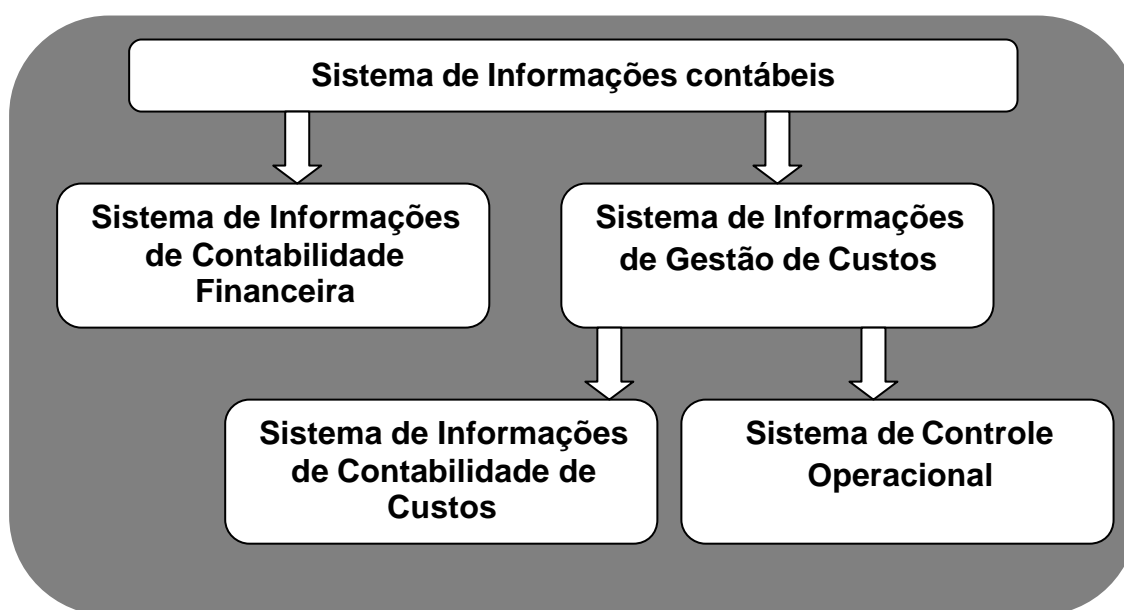 Sistema de Informações contábeis
Sistema de Informações
de Contabilidade
Financeira
Sistema de Informações
de Gestão de Custos
Sistema de Informações
de Contabilidade de
Custos
Sistema de Controle
Operacional